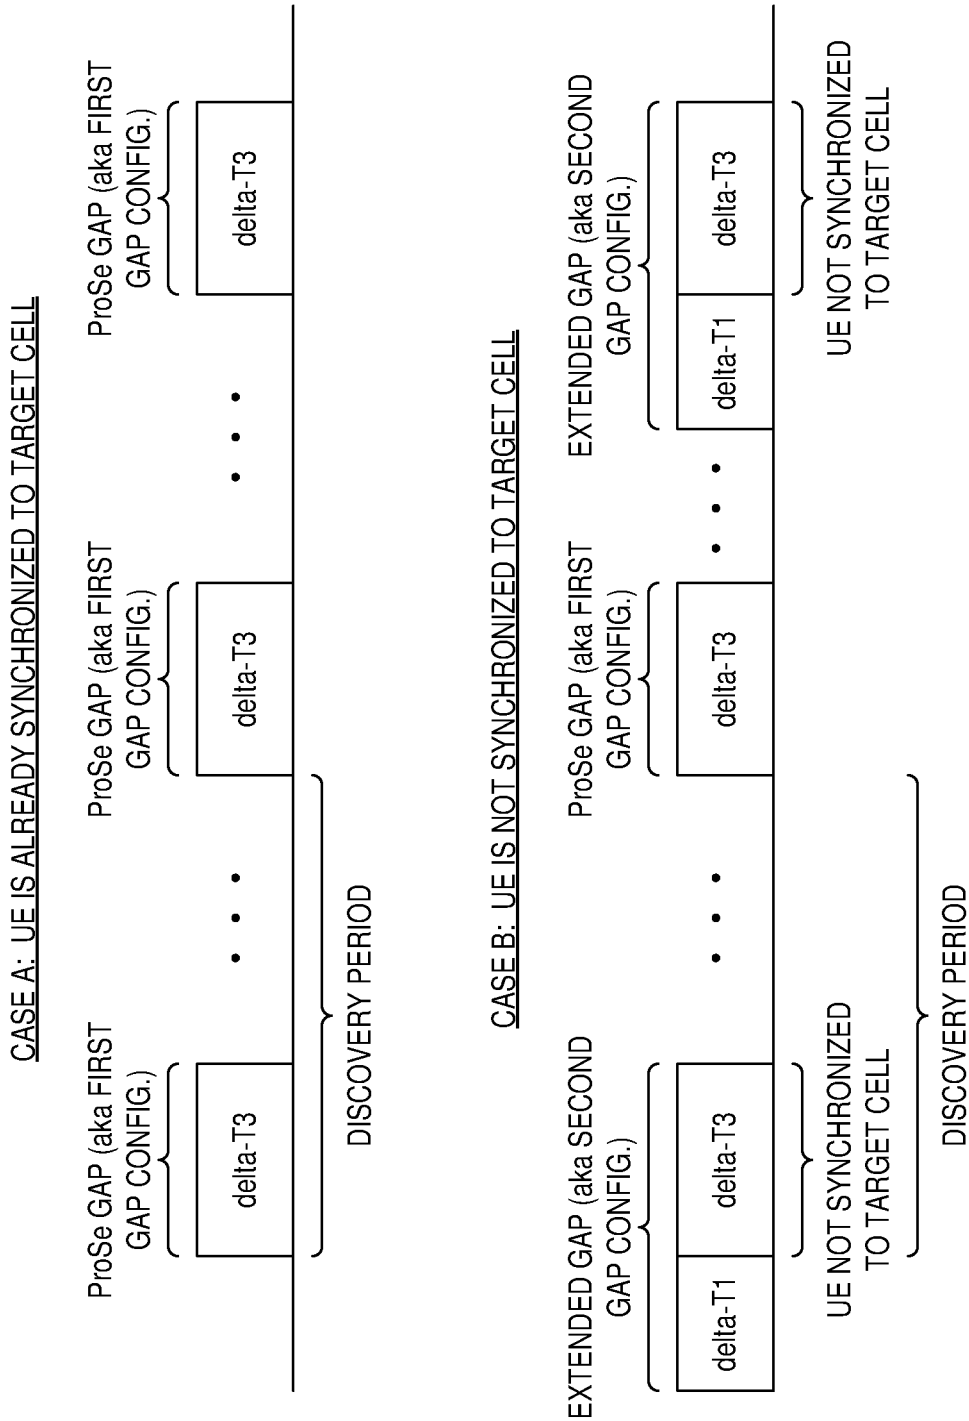 CASE A: UE IS ALREADY SYNCHRONIZED TO TARGET CELL
ProSe GAP (aka FIRST
GAP CONFIG.)
delta-T3
ProSe GAP (aka FIRST
GAP CONFIG.)
delta-T3
ProSe GAP (aka FIRST
GAP CONFIG.)
delta-T3
DISCOVERY PERIOD
CASE B: UE IS NOT SYNCHRONIZED TO TARGET CELL
EXTENDED GAP (aka SECOND
GAP CONFIG.)
delta-T1
delta-T3
UE NOT SYNCHRONIZED
TO TARGET CELL
ProSe GAP (aka FIRST
GAP CONFIG.)
delta-T3
EXTENDED GAP (aka SECOND
GAP CONFIG.)
delta-T1
delta-T3
UE NOT SYNCHRONIZED
TO TARGET CELL
DISCOVERY PERIOD